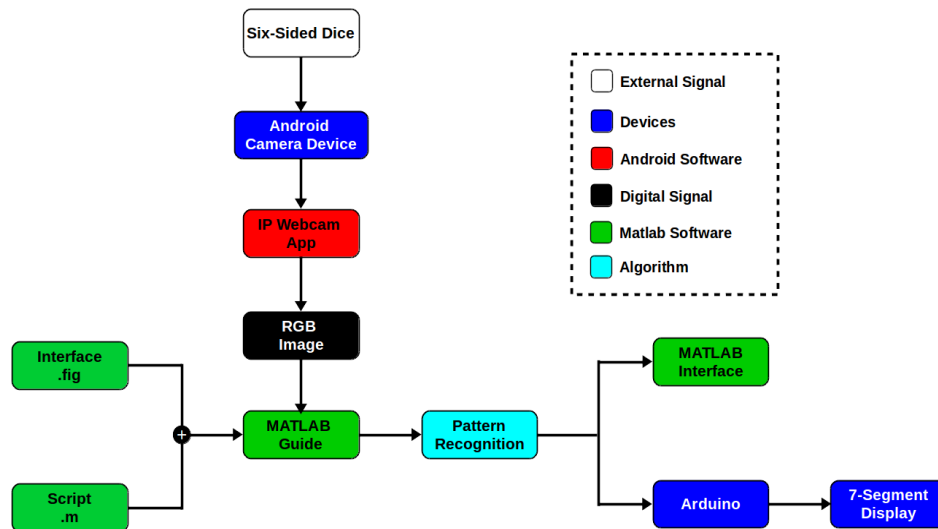 Six-Sided Dice
Android
Camera Device
IP Webcam
App
RGB
Image
Interface
.fig
Script
.m
+
MATLAB
Guide
Pattern
Recognition
MATLAB
Interface
Arduino
7-Segment
Display
External Signal
Devices
Android Software
Digital Signal
Matlab Software
Algorithm